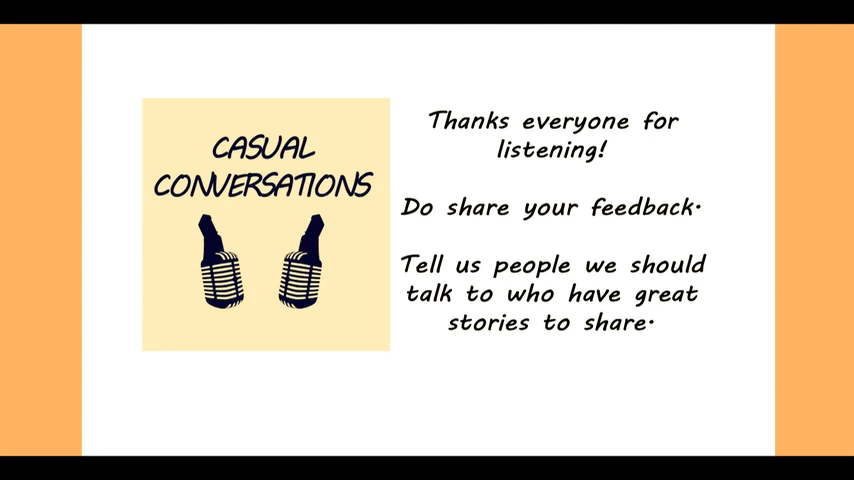 CASUAL
CONVERSATIONS
Thanks everyone for
listening!
Do share your feedback.
Tell us people we should
talk to who have great
stories to share.